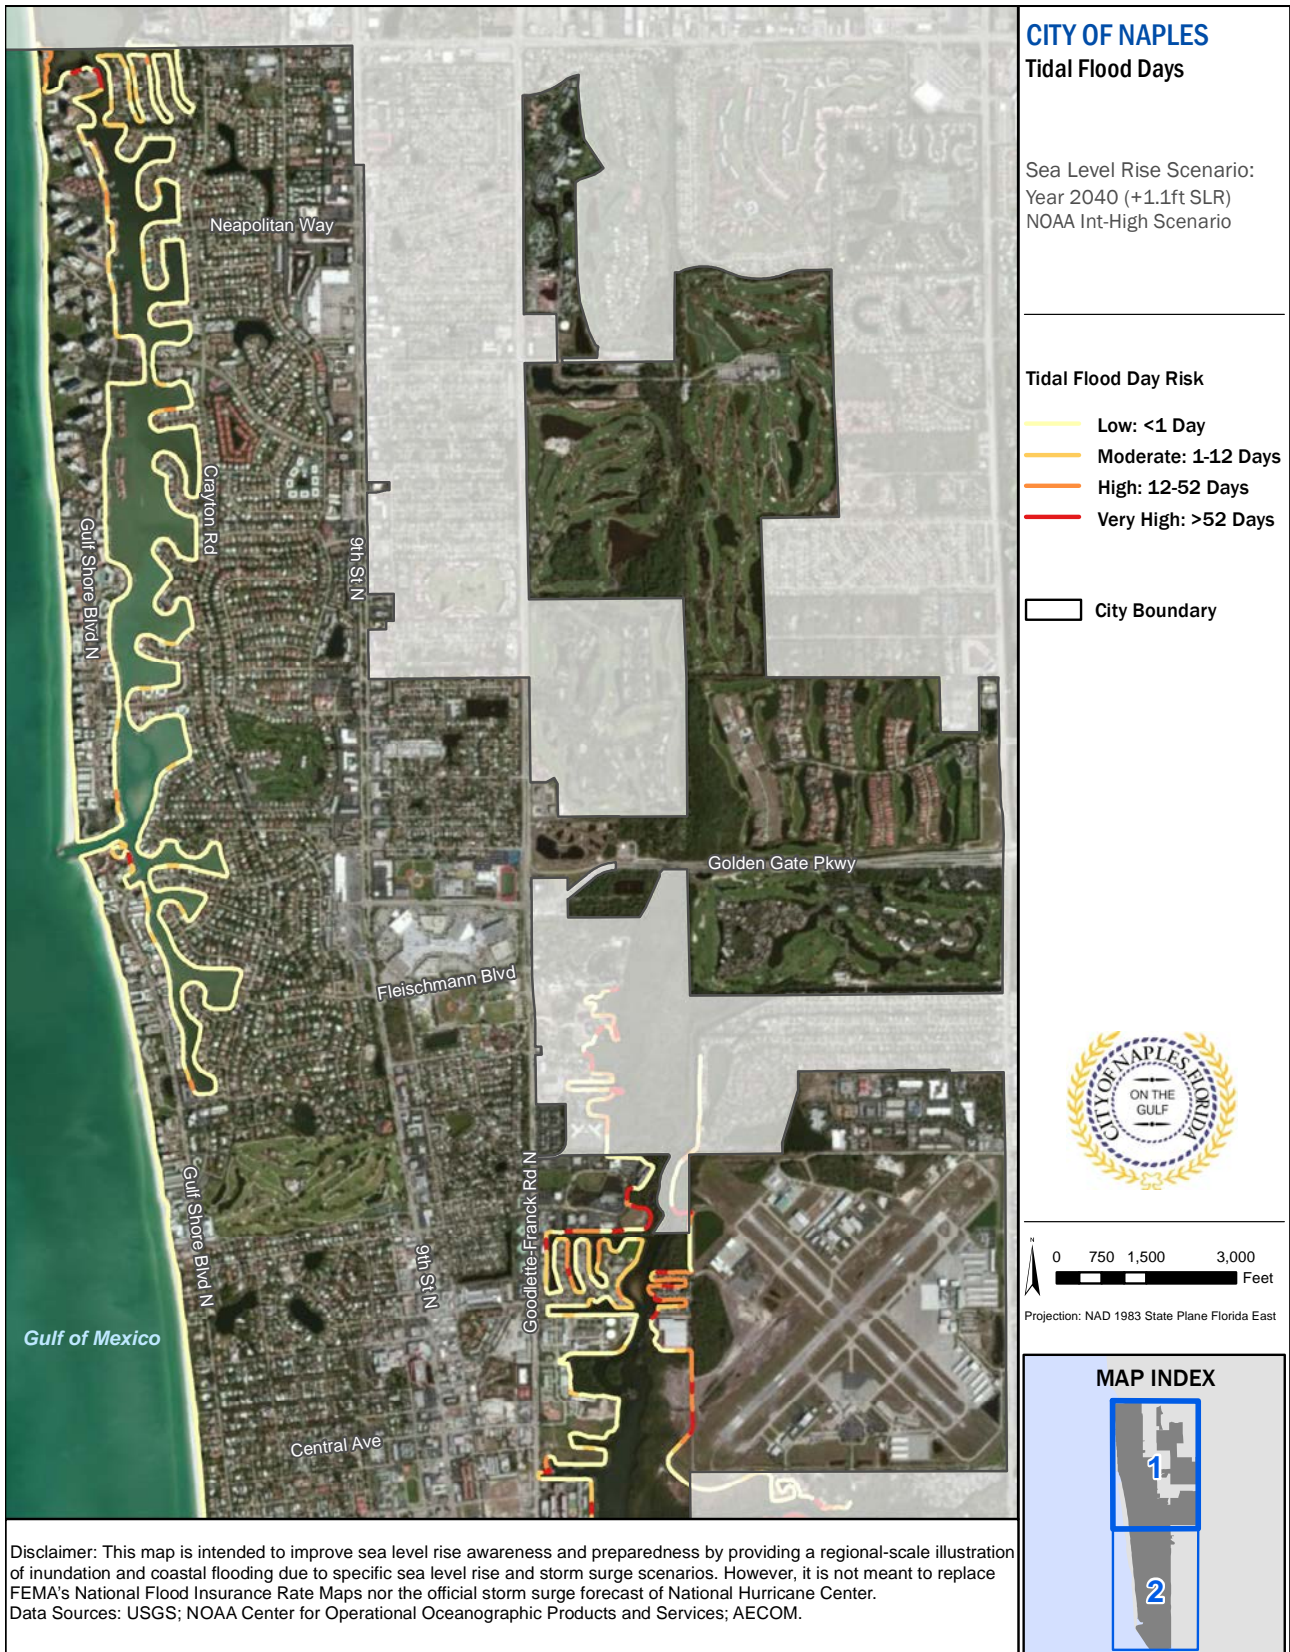 CITY OF NAPLES
Tidal Flood Days
Sea Level Rise Scenario:
Year 2040 (+1.1ft SLR)
NOAA Int-High Scenario
Tidal Flood Day Risk
Low: <1 Day
Moderate: 1-12 Days
High: 12-52 Days
Very High: >52 Days
City Boundary
Neapolitan Way
Crayton Rd
Gulf Shore Blvd N
9th St N
Golden Gate Pkwy
Fleischmann Blvd
Goodlette-Franck Rd N
Gulf Shore Blvd N
9th St N
Gulf of Mexico
Central Ave
CITY OF NAPLES, FLORIDA
ON THE
GULF
N
0 750 1,500 3,000
Feet
Projection: NAD 1983 State Plane Florida East
MAP INDEX
1
2
Disclaimer: This map is intended to improve sea level rise awareness and preparedness by providing a regional-scale illustration
of inundation and coastal flooding due to specific sea level rise and storm surge scenarios. However, it is not meant to replace
FEMA's National Flood Insurance Rate Maps nor the official storm surge forecast of National Hurricane Center.
Data Sources: USGS; NOAA Center for Operational Oceanographic Products and Services; AECOM.